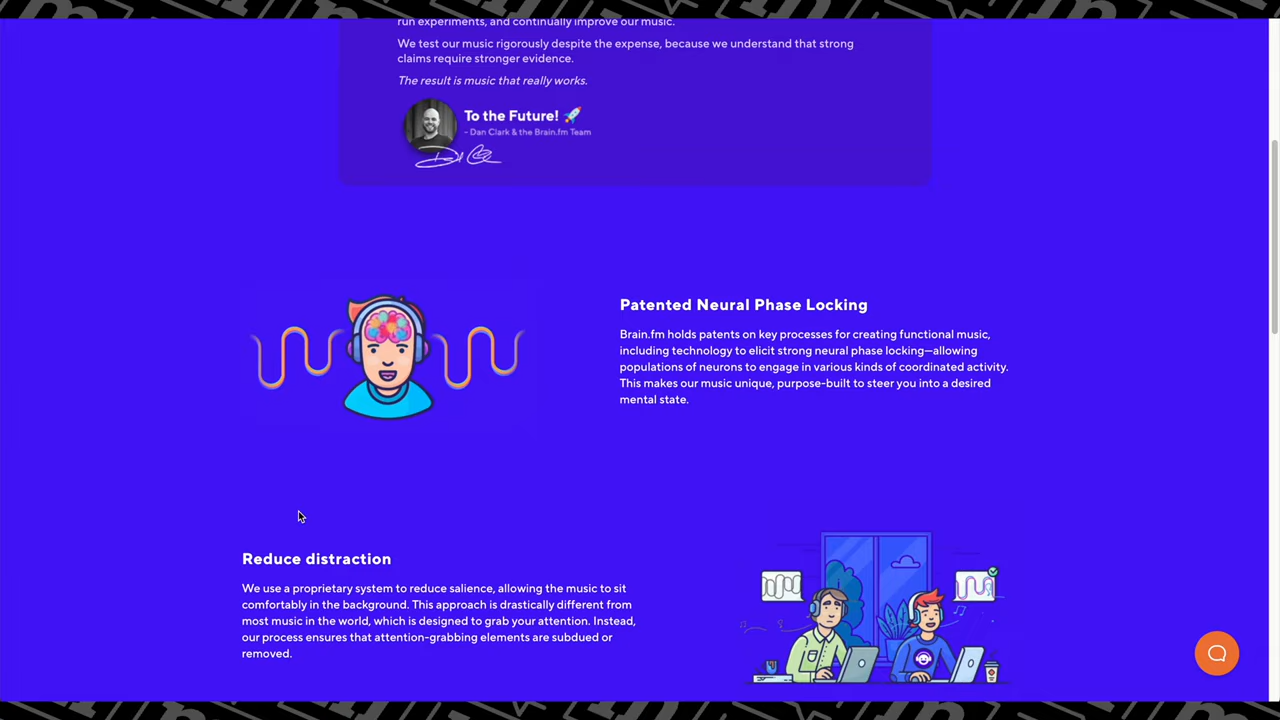 run experiments, and continually improve our music.
We test our music rigorously despite the expense, because we understand that strong
claims require stronger evidence.
The result is music that really works.
To the Future! 🚀
- Dan Clark & the Brain.fm Team
Patented Neural Phase Locking
Brain.fm holds patents on key processes for creating functional music,
including technology to elicit strong neural phase locking—allowing
populations of neurons to engage in various kinds of coordinated activity.
This makes our music unique, purpose-built to steer you into a desired
mental state.
Reduce distraction
We use a proprietary system to reduce salience, allowing the music to sit
comfortably in the background. This approach is drastically different from
most music in the world, which is designed to grab your attention. Instead,
our process ensures that attention-grabbing elements are subdued or
removed.